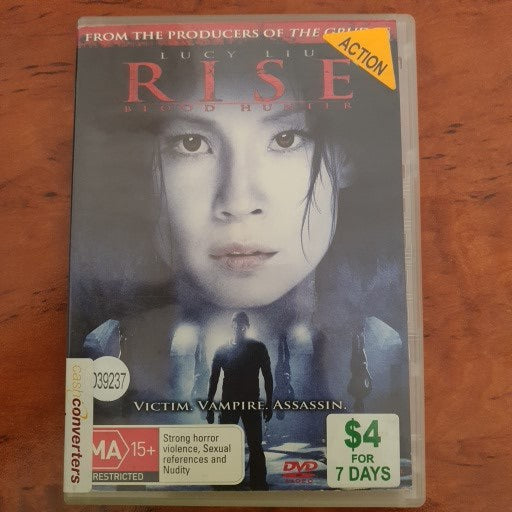 FROM THE PRODUCERS OF THE
ACTION
LUCY LIU
RISE
BLOOD HUNTER
039237
cash converters
VICTIM. VAMPIRE. ASSASSIN.
MA 15+
RESTRICTED
Strong horror
violence, Sexual
references and
Nudity
DVD
VIDEO
$4
FOR
7 DAYS